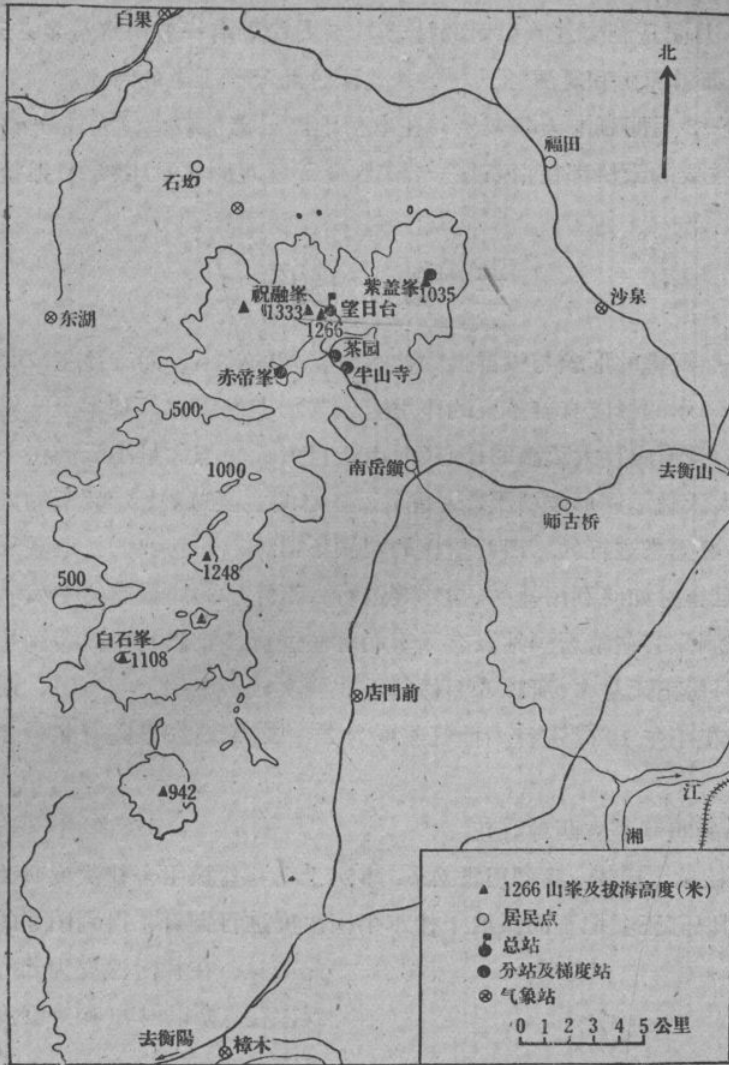 白果
北
福田
石坳
紫盖峯
1035
祝融峯
1333
望日台
1266
沙泉
东湖
茶园
半山寺
赤帝峯
500
南岳鎭
去衡山
1000
师古桥
1248
500
白石峯
1108
店門前
942
江
湘
1266 山峯及拔海高度(米)
居民点
总站
分站及梯度站
气象站
0 1 2 3 4 5 公里
去衡陽
樟木